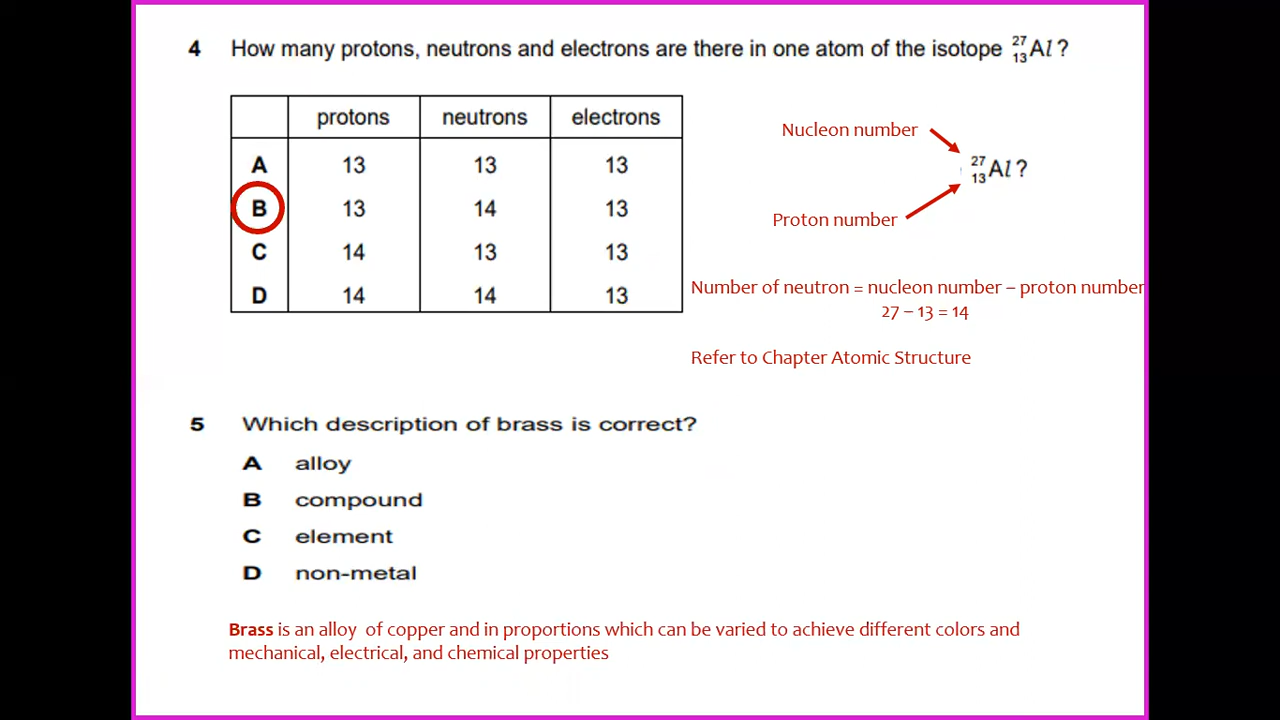 4 How many protons, neutrons and electrons are there in one atom of the isotope ²⁷₁₃Al?
protons neutrons electrons
A 13 13 13
B 13 14 13
C 14 13 13
D 14 14 13
Nucleon number
²⁷₁₃Al?
Proton number
Number of neutron = nucleon number – proton number
27 – 13 = 14
Refer to Chapter Atomic Structure
5 Which description of brass is correct?
A alloy
B compound
C element
D non-metal
Brass is an alloy of copper and in proportions which can be varied to achieve different colors and
mechanical, electrical, and chemical properties